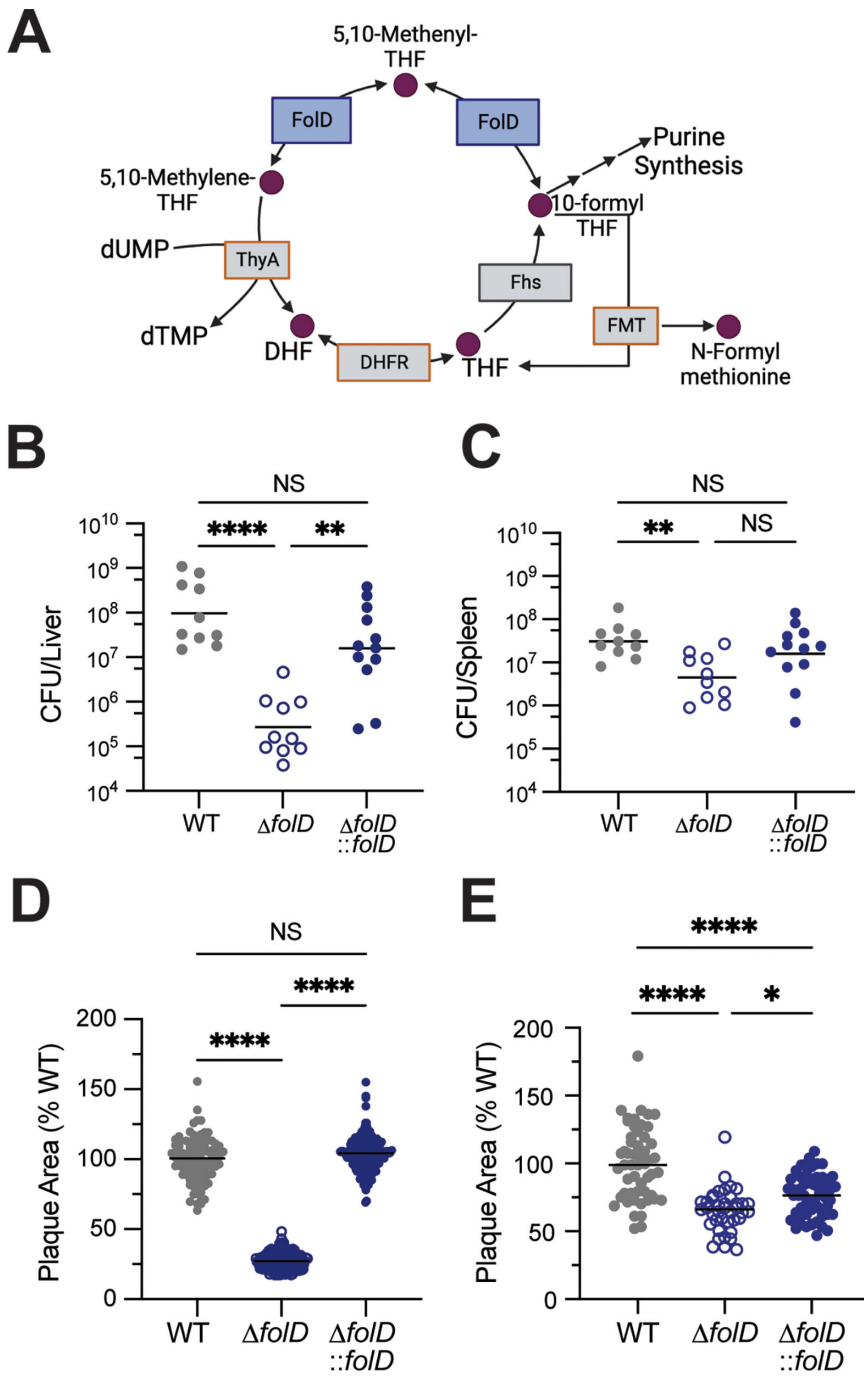 A
5,10-Methenyl-
THF
FolD
FolD
Purine
Synthesis
5,10-Methylene-
THF
10-formyl
THF
dUMP
ThyA
Fhs
FMT
dTMP
DHF
DHFR
THF
N-Formyl
methionine
B
NS
**** **
10^10
10^9
10^8
10^7
10^6
10^5
10^4
CFU/Liver
WT ΔfolD ΔfolD
::folD
C
NS
** NS
10^10
10^9
10^8
10^7
10^6
10^5
10^4
CFU/Spleen
WT ΔfolD ΔfolD
::folD
D
NS
****
****
200
150
100
50
0
Plaque Area (% WT)
WT ΔfolD ΔfolD
::folD
E
****
**** *
200
150
100
50
0
Plaque Area (% WT)
WT ΔfolD ΔfolD
::folD